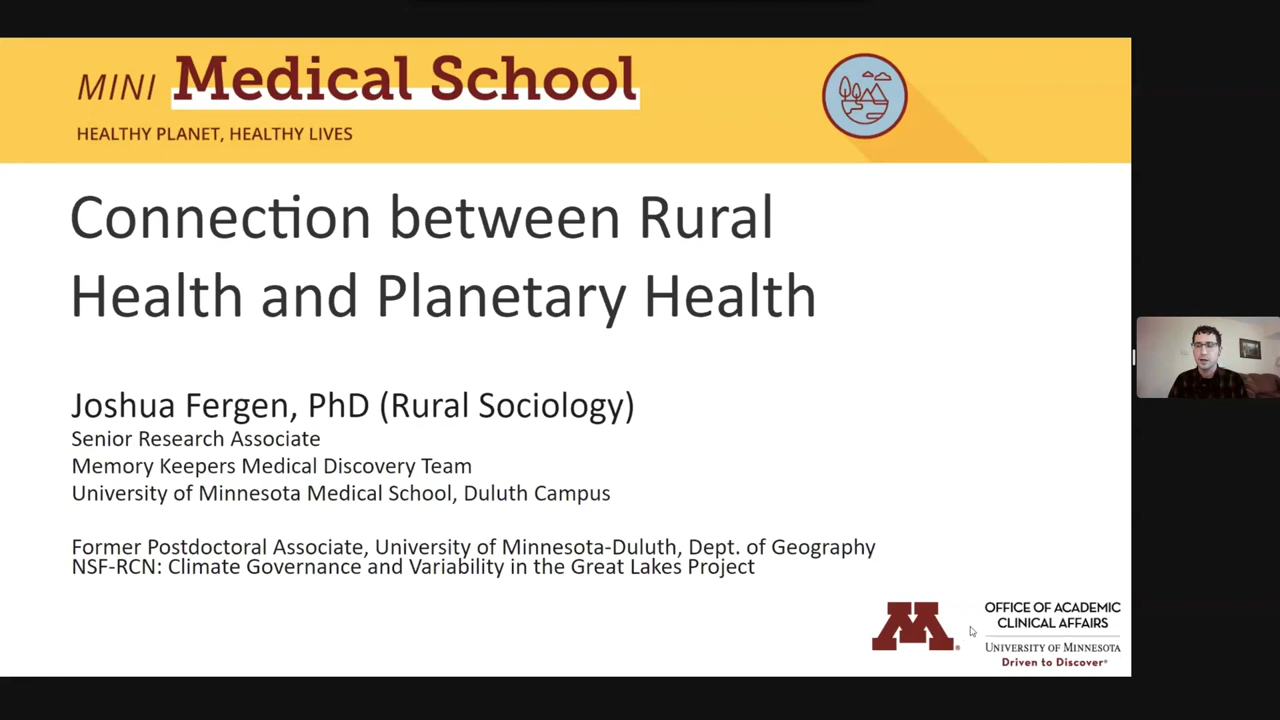 MINI Medical School
HEALTHY PLANET, HEALTHY LIVES
Connection between Rural
Health and Planetary Health
Joshua Fergen, PhD (Rural Sociology)
Senior Research Associate
Memory Keepers Medical Discovery Team
University of Minnesota Medical School, Duluth Campus
Former Postdoctoral Associate, University of Minnesota-Duluth, Dept. of Geography
NSF-RCN: Climate Governance and Variability in the Great Lakes Project
M®
OFFICE OF ACADEMIC
CLINICAL AFFAIRS
UNIVERSITY OF MINNESOTA
Driven to Discover®